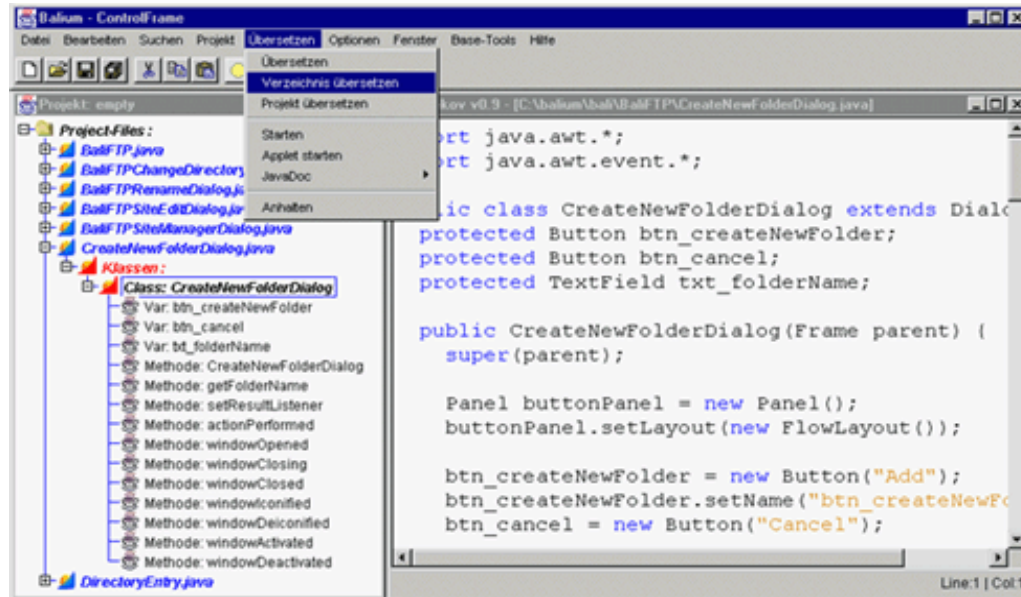 Balium - ControlFrame
Datei Bearbeiten Suchen Projekt Übersetzen Optionen Fenster Base-Tools Hilfe
Übersetzen
Verzeichnis übersetzen
Projekt übersetzen
Starten
Applet starten
JavaDoc
Anhalten
Projekt: empty
Project-Files :
BaliFTP.java
BaliFTPChangeDirectory
BaliFTPRenameDialog.ja
BaliFTPSiteEditDialog.jav
BaliFTPSiteManagerDialog.java
CreateNewFolderDialog.java
Klassen :
Class: CreateNewFolderDialog
Var: btn_createNewFolder
Var: btn_cancel
Var: txt_folderName
Methode: CreateNewFolderDialog
Methode: getFolderName
Methode: setResultListener
Methode: actionPerformed
Methode: windowOpened
Methode: windowClosing
Methode: windowClosed
Methode: windowIconified
Methode: windowDeiconified
Methode: windowActivated
Methode: windowDeactivated
DirectoryEntry.java
kov v0.9 - [C:\balium\bali\BaliFTP\CreateNewFolderDialog.java]
ort java.awt.*;
ort java.awt.event.*;
lic class CreateNewFolderDialog extends Dialo
protected Button btn_createNewFolder;
protected Button btn_cancel;
protected TextField txt_folderName;
public CreateNewFolderDialog(Frame parent) {
super(parent);
Panel buttonPanel = new Panel();
buttonPanel.setLayout(new FlowLayout());
btn_createNewFolder = new Button("Add");
btn_createNewFolder.setName("btn_createNewFo
btn_cancel = new Button("Cancel");
Line:1 | Col:1